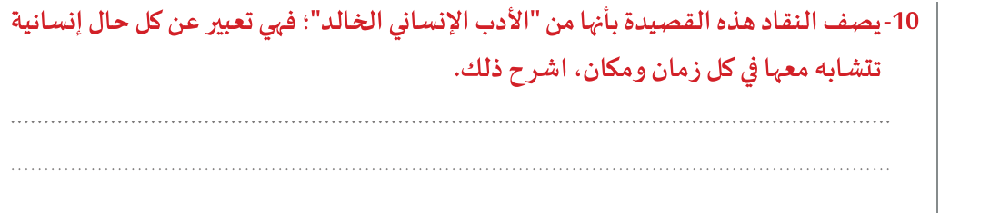 10- يصف النقاد هذه القصيدة بأنها من "الأدب الإنساني الخالد"؛ فهي تعبير عن كل حال إنسانية
تتشابه معها في كل زمان ومكان، اشرح ذلك.